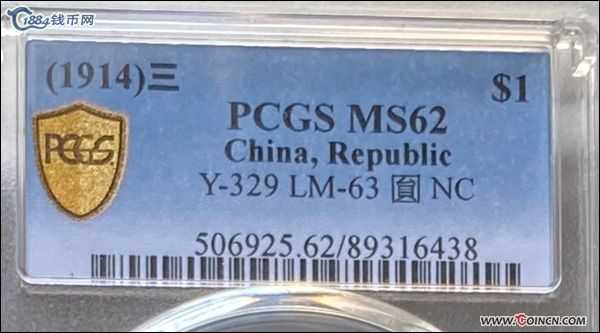 1884钱币网
(1914)三
$1
PCGS MS62
PCGS
China, Republic
Y-329 LM-63 圓 NC
506925.62/89316438
www.COINCN.com